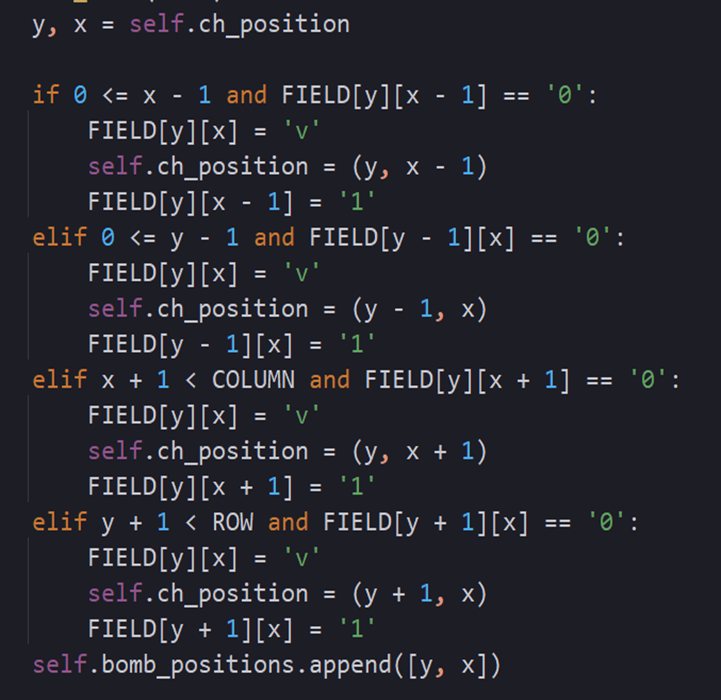 y, x = self.ch_position
if 0 <= x - 1 and FIELD[y][x - 1] == '0':
FIELD[y][x] = 'v'
self.ch_position = (y, x - 1)
FIELD[y][x - 1] = '1'
elif 0 <= y - 1 and FIELD[y - 1][x] == '0':
FIELD[y][x] = 'v'
self.ch_position = (y - 1, x)
FIELD[y - 1][x] = '1'
elif x + 1 < COLUMN and FIELD[y][x + 1] == '0':
FIELD[y][x] = 'v'
self.ch_position = (y, x + 1)
FIELD[y][x + 1] = '1'
elif y + 1 < ROW and FIELD[y + 1][x] == '0':
FIELD[y][x] = 'v'
self.ch_position = (y + 1, x)
FIELD[y + 1][x] = '1'
self.bomb_positions.append([y, x])